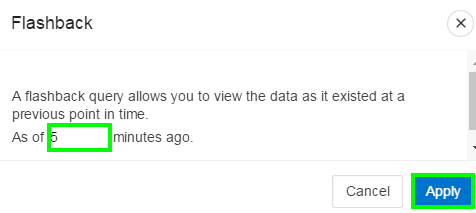 Flashback
A flashback query allows you to view the data as it existed at a
previous point in time.
As of 5 minutes ago.
Cancel Apply